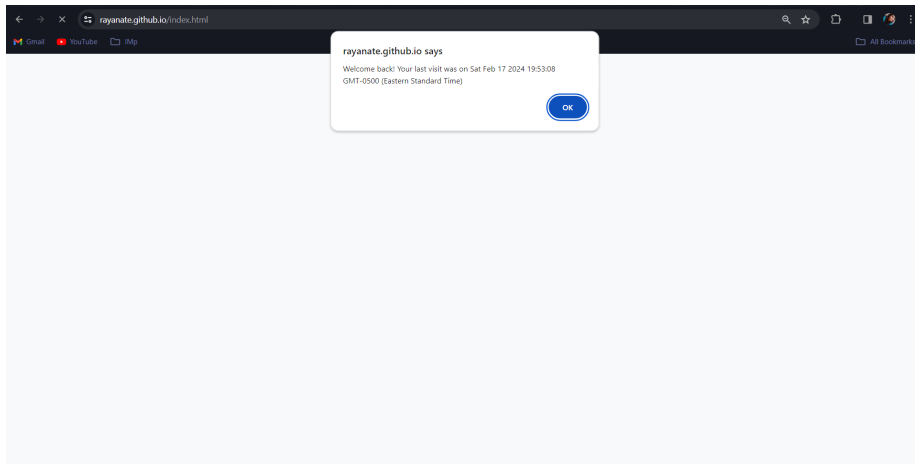 rayanate.github.io/index.html
Gmail YouTube IMp All Bookmarks
rayanate.github.io says
Welcome back! Your last visit was on Sat Feb 17 2024 19:53:08
GMT-0500 (Eastern Standard Time)
OK